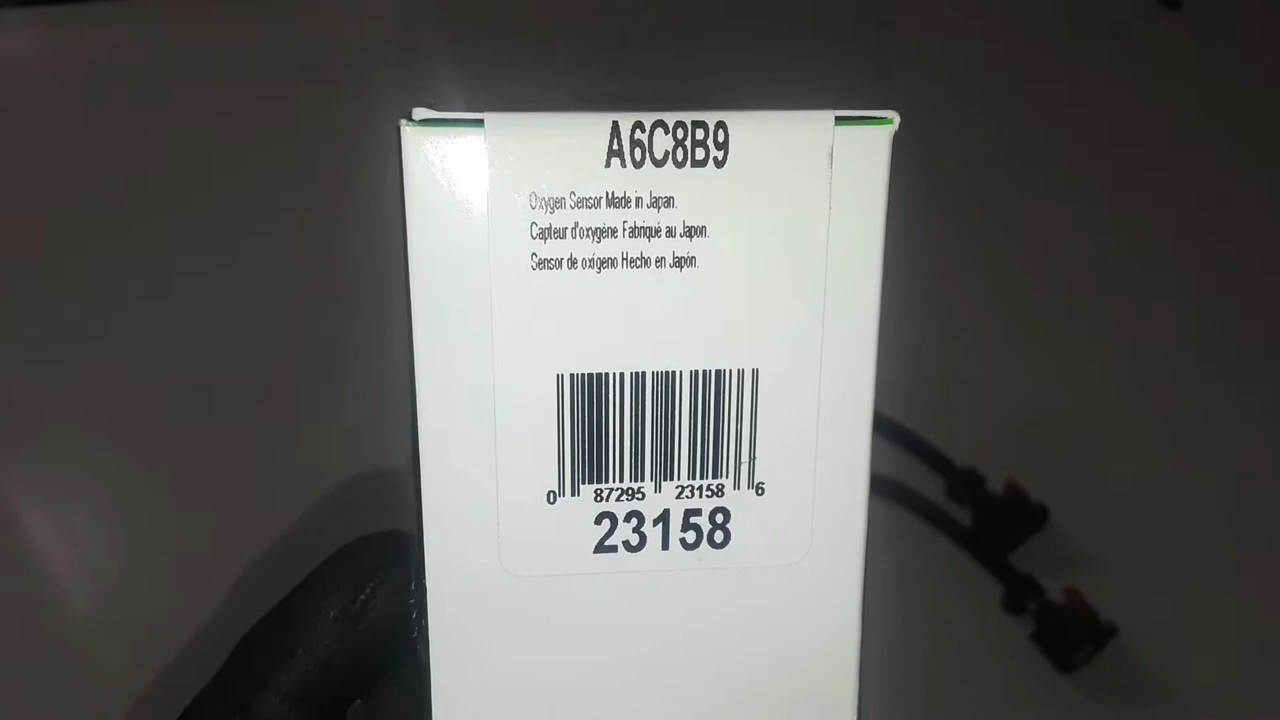 A6C8B9
Oxygen Sensor Made in Japan.
Capteur d'oxygène Fabriqué au Japon.
Sensor de oxígeno Hecho en Japón.
0 87295 23158 6
23158